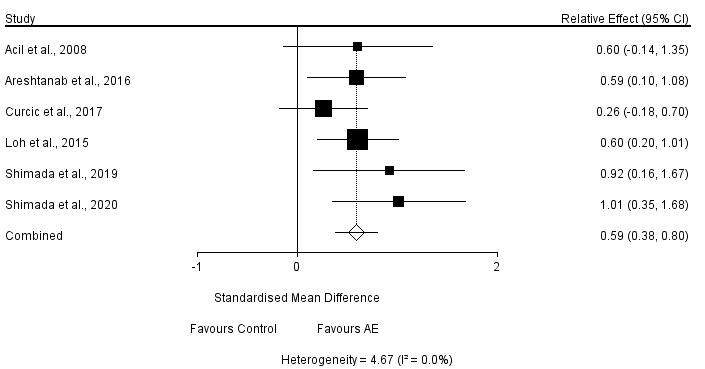 Study Relative Effect (95% CI)
Acil et al., 2008 0.60 (-0.14, 1.35)
Areshtanab et al., 2016 0.59 (0.10, 1.08)
Curcic et al., 2017 0.26 (-0.18, 0.70)
Loh et al., 2015 0.60 (0.20, 1.01)
Shimada et al., 2019 0.92 (0.16, 1.67)
Shimada et al., 2020 1.01 (0.35, 1.68)
Combined 0.59 (0.38, 0.80)
-1 0 2
Standardised Mean Difference
Favours Control Favours AE
Heterogeneity = 4.67 (I² = 0.0%)